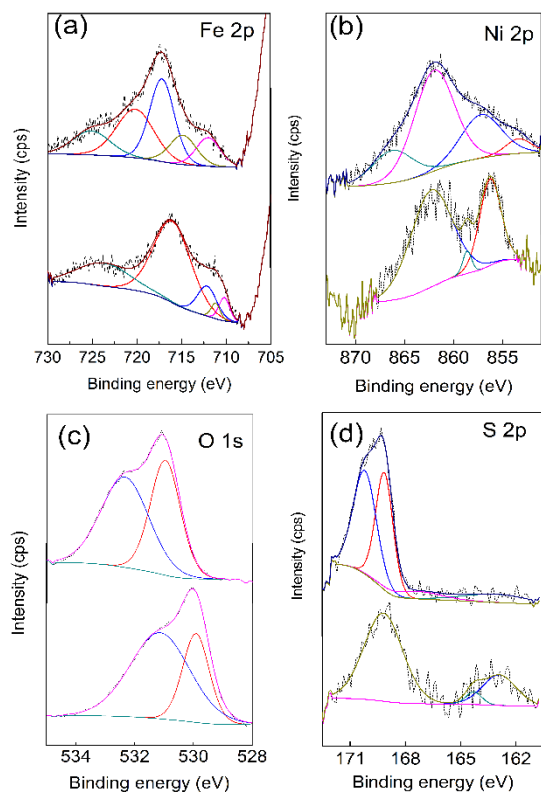 (a) Fe 2p
Intensity (cps)
730 725 720 715 710 705
Binding energy (eV)
(b) Ni 2p
Intensity (cps)
870 865 860 855
Binding energy (eV)
(c) O 1s
Intensity (cps)
534 532 530 528
Binding energy (eV)
(d) S 2p
Intensity (cps)
171 168 165 162
Binding energy (eV)